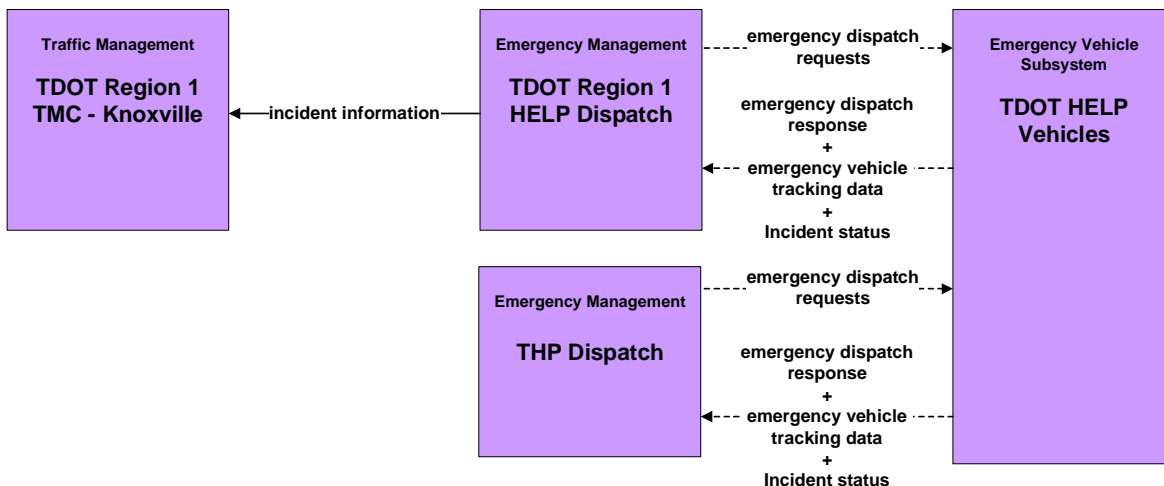 Traffic Management
TDOT Region 1
TMC - Knoxville
incident information
Emergency Management
TDOT Region 1
HELP Dispatch
emergency dispatch
requests
emergency dispatch
response
+
emergency vehicle
tracking data
+
Incident status
Emergency Vehicle
Subsystem
TDOT HELP
Vehicles
Emergency Management
THP Dispatch
emergency dispatch
requests
emergency dispatch
response
+
emergency vehicle
tracking data
+
Incident status